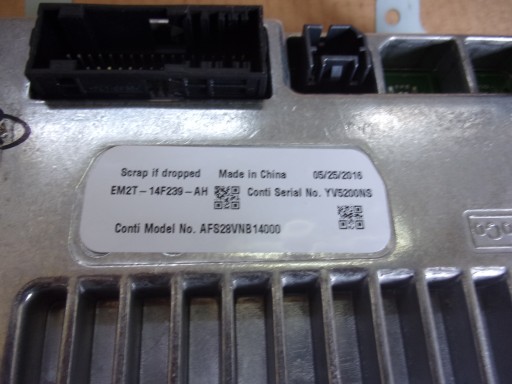 Scrap if dropped Made in China 05/25/2016
EM2T-14F239-AH Conti Serial No. YV5200NS
Conti Model No. AFS28VNB14000